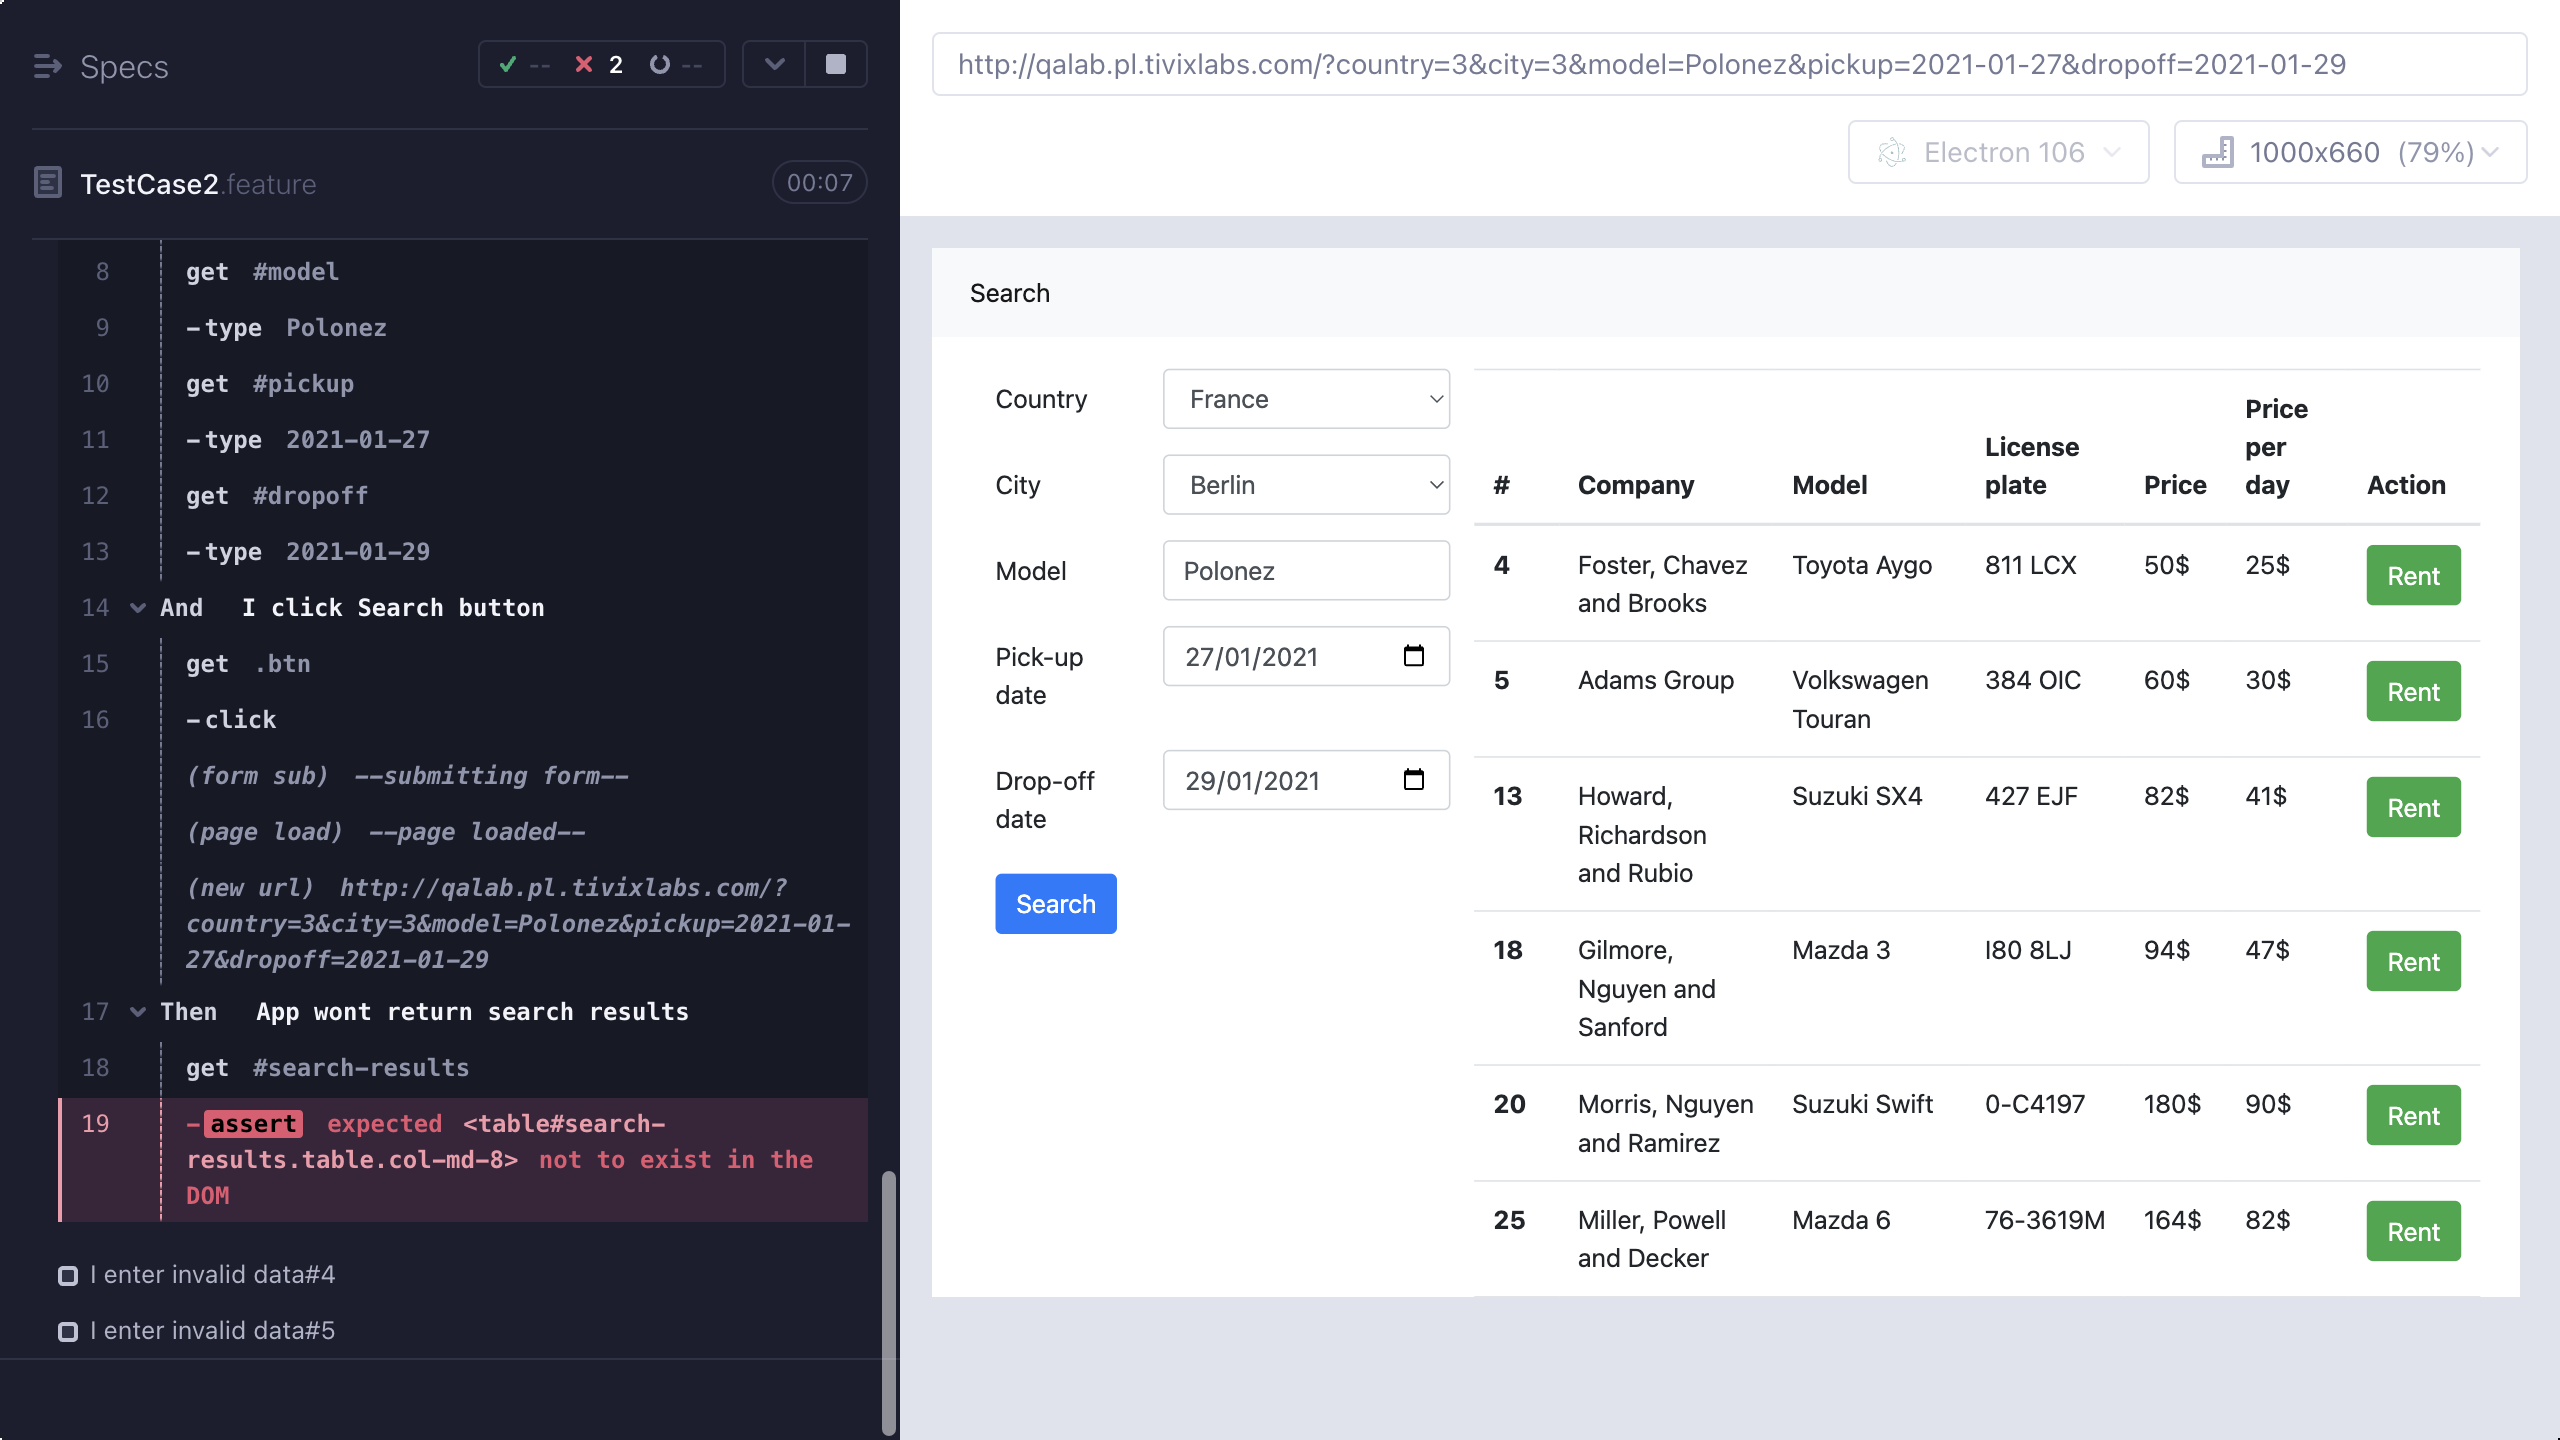 Specs
-- 2 --
TestCase2.feature 00:07
8 get #model
9 -type Polonez
10 get #pickup
11 -type 2021-01-27
12 get #dropoff
13 -type 2021-01-29
14 And I click Search button
15 get .btn
16 -click
(form sub) --submitting form--
(page load) --page loaded--
(new url) http://qalab.pl.tivixlabs.com/?
country=3&city=3&model=Polonez&pickup=2021-01-
27&dropoff=2021-01-29
17 Then App wont return search results
18 get #search-results
19 -assert expected <table#search-
results.table.col-md-8> not to exist in the
DOM
I enter invalid data#4
I enter invalid data#5
http://qalab.pl.tivixlabs.com/?country=3&city=3&model=Polonez&pickup=2021-01-27&dropoff=2021-01-29
Electron 106
1000x660 (79%)
Search
Country France
City Berlin
Model Polonez
Pick-up
date
27/01/2021
Drop-off
date
29/01/2021
Search
# Company Model License
plate Price Price
per
day Action
4 Foster, Chavez
and Brooks Toyota Aygo 811 LCX 50$ 25$ Rent
5 Adams Group Volkswagen
Touran 384 OIC 60$ 30$ Rent
13 Howard,
Richardson
and Rubio Suzuki SX4 427 EJF 82$ 41$ Rent
18 Gilmore,
Nguyen and
Sanford Mazda 3 I80 8LJ 94$ 47$ Rent
20 Morris, Nguyen
and Ramirez Suzuki Swift 0-C4197 180$ 90$ Rent
25 Miller, Powell
and Decker Mazda 6 76-3619M 164$ 82$ Rent